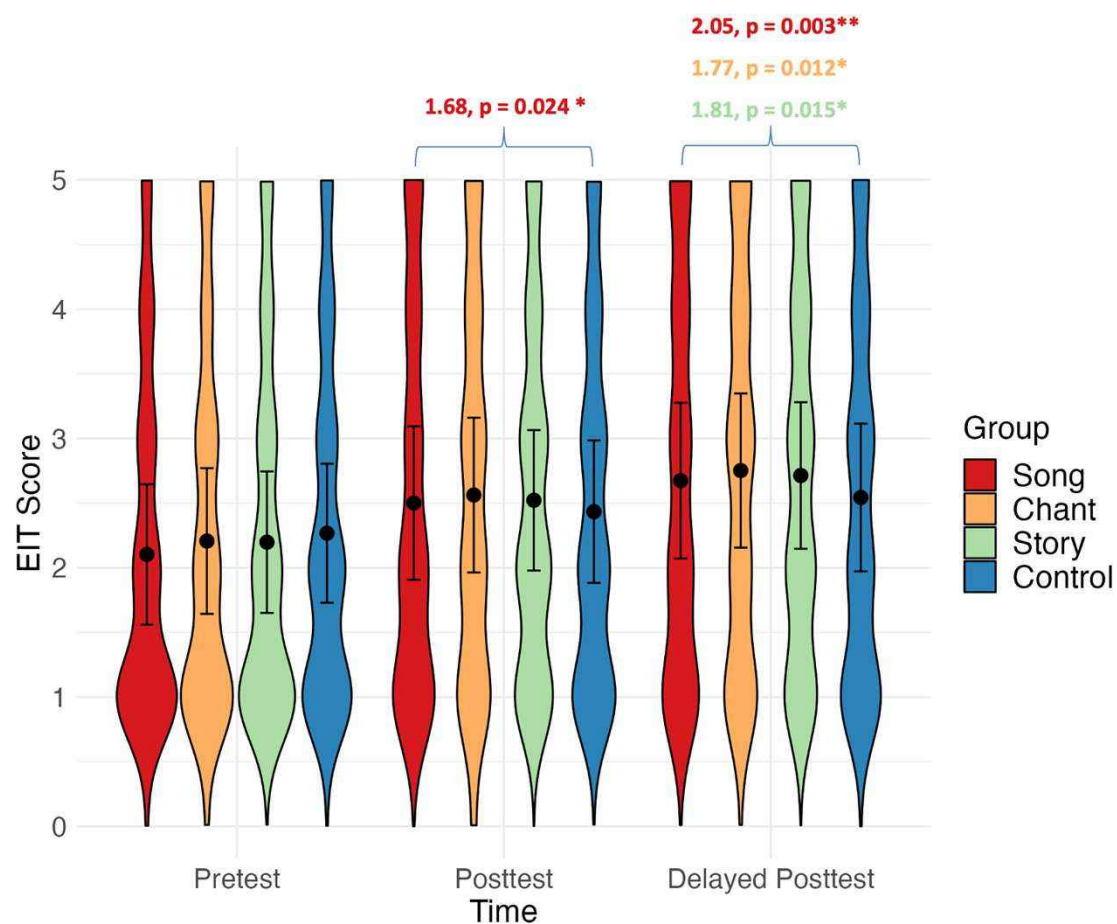 2.05, p = 0.003**
1.77, p = 0.012*
1.81, p = 0.015*
1.68, p = 0.024 *
5
4
3
2
1
0
EIT Score
Pretest
Posttest
Delayed Posttest
Time
Group
Song
Chant
Story
Control